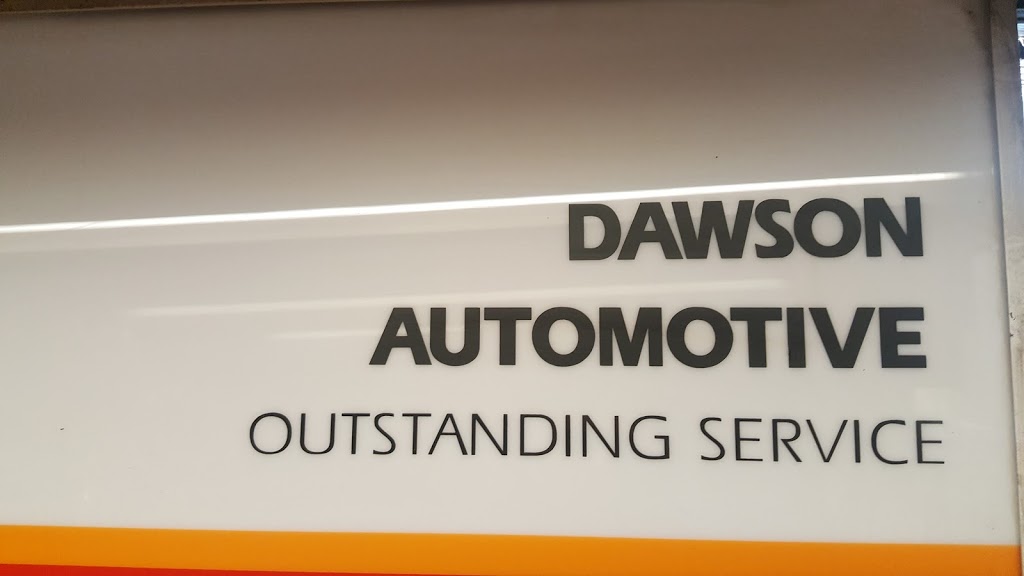 DAWSON
AUTOMOTIVE
OUTSTANDING SERVICE